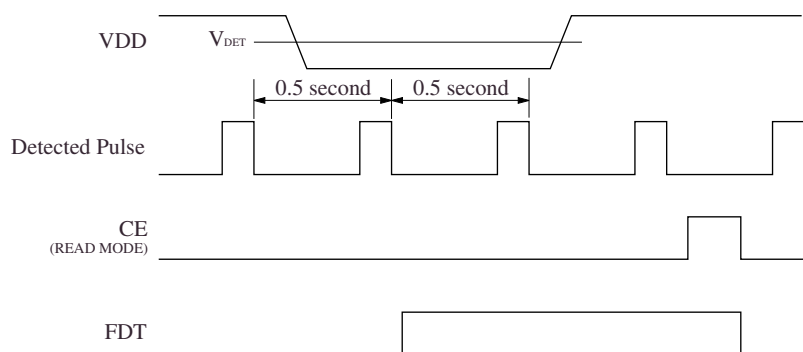 VDD
VDET
0.5 second 0.5 second
Detected Pulse
CE
(READ MODE)
FDT